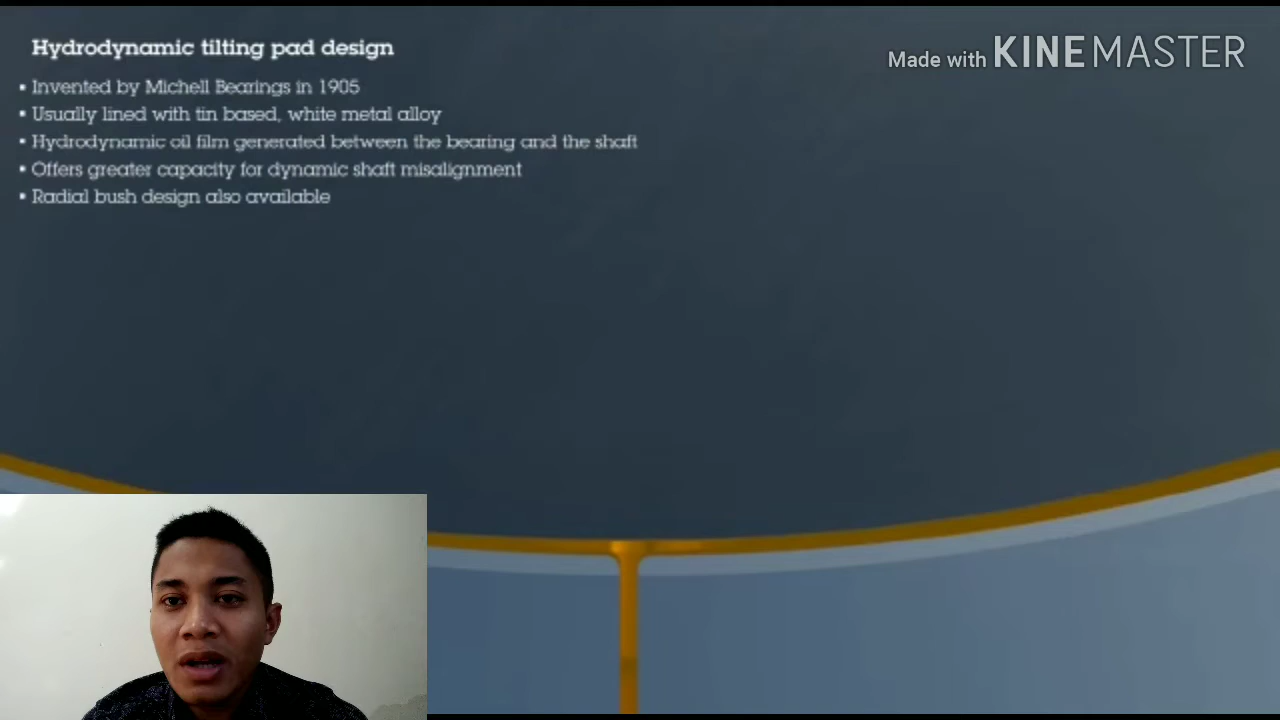 Hydrodynamic tilting pad design
Made with KINEMASTER
▪ Invented by Michell Bearings in 1905
▪ Usually lined with tin based, white metal alloy
▪ Hydrodynamic oil film generated between the bearing and the shaft
▪ Offers greater capacity for dynamic shaft misalignment
▪ Radial bush design also available